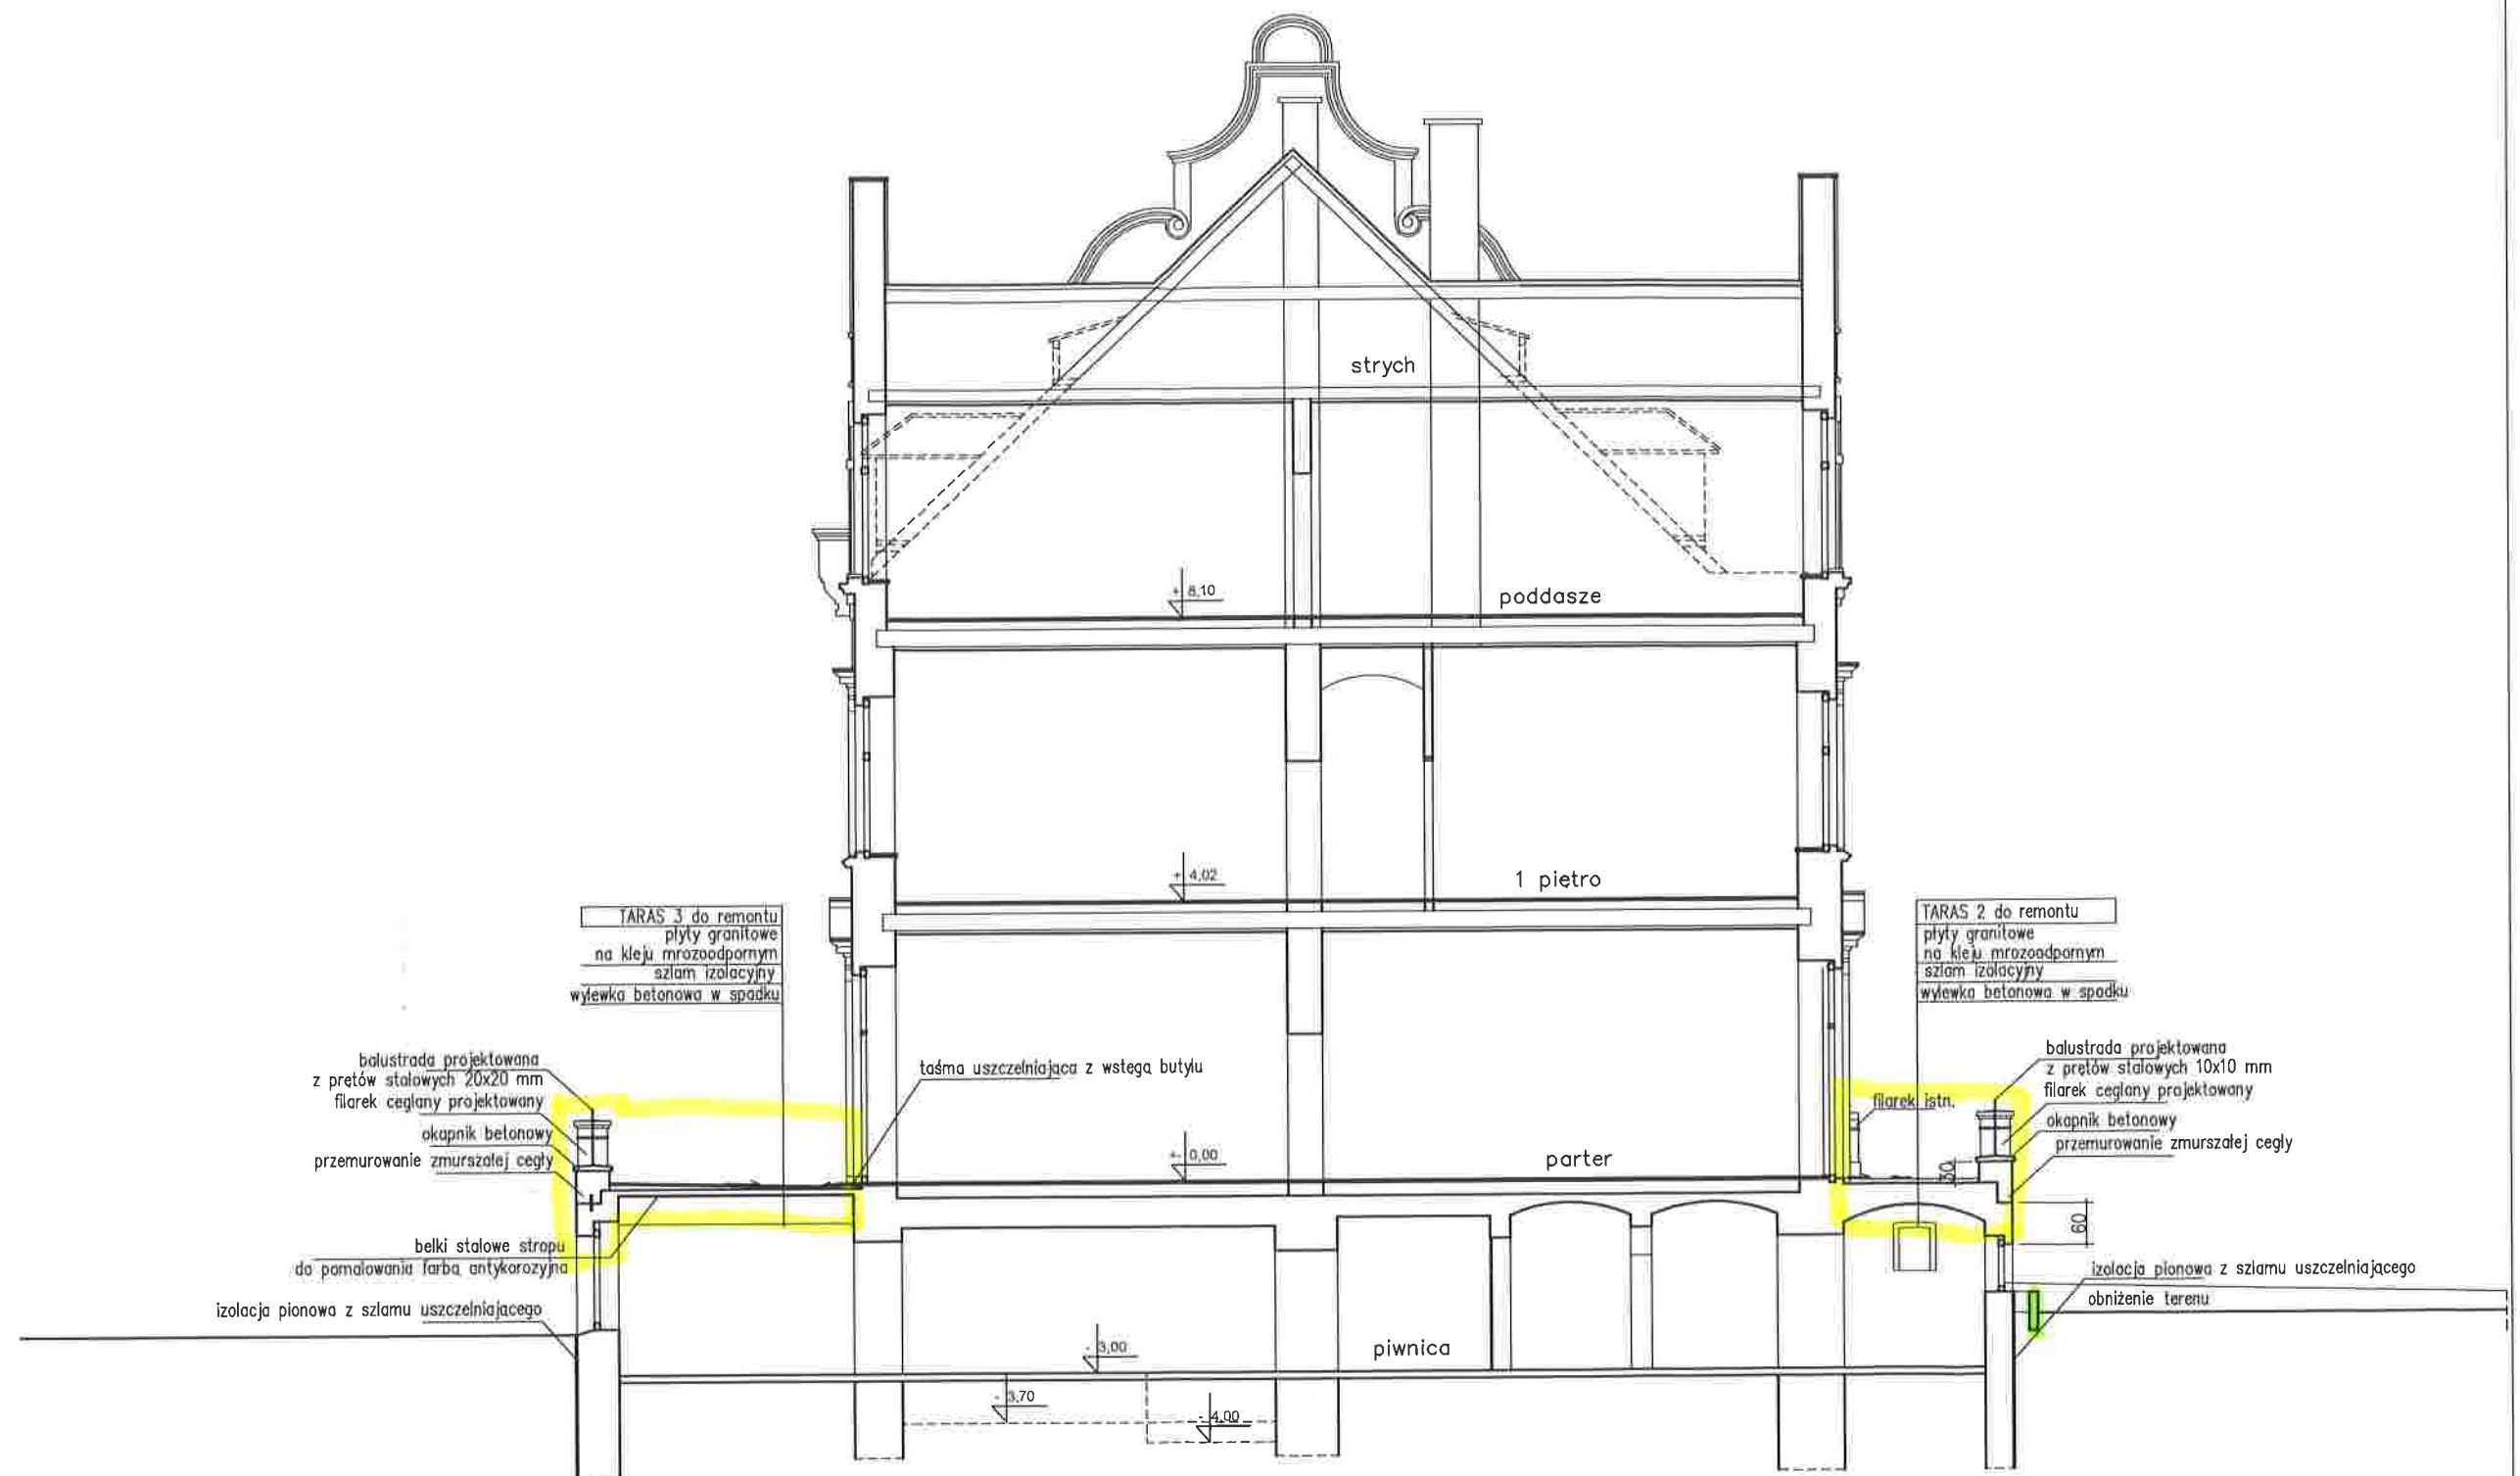 strych
+ 8,10
poddasze
+ 4,02
1 piętro
TARAS 3 do remontu
płyty granitowe
na kleju mrozoodpornym
szlam izolacyjny
wylewka betonowa w spadku
TARAS 2 do remontu
płyty granitowe
na kleju mrozoodpornym
szlam izolacyjny
wylewka betonowa w spadku
balustrada projektowana
z prętów stalowych 20x20 mm
filarek ceglany projektowany
okapnik betonowy
przemurowanie zmurszałej cegły
taśma uszczelniająca z wstęgą butylu
+- 0,00
parter
filarek istn.
balustrada projektowana
z prętów stalowych 10x10 mm
filarek ceglany projektowany
okapnik betonowy
przemurowanie zmurszałej cegły
30
60
belki stalowe stropu
do pomalowania farbą antykorozyjną
izolacja pionowa z szlamu uszczelniającego
izolacja pionowa z szlamu uszczelniającego
obniżenie terenu
- 3,00
piwnica
- 3,70
- 4,00